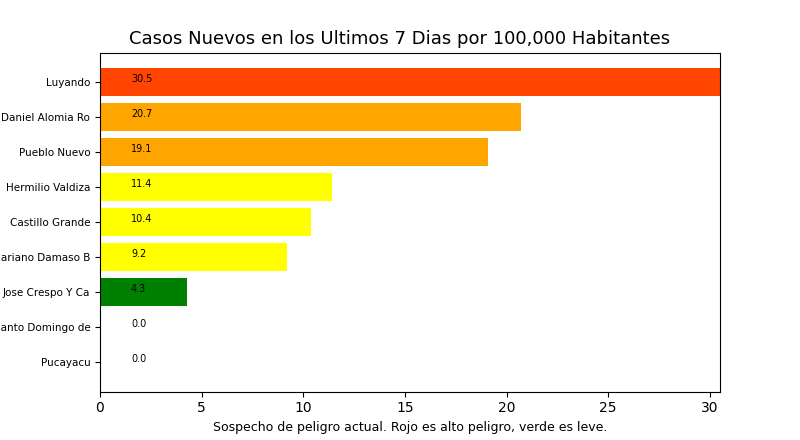 Casos Nuevos en los Ultimos 7 Dias por 100,000 Habitantes
Luyando 30.5
Daniel Alomia Ro 20.7
Pueblo Nuevo 19.1
Hermilio Valdiza 11.4
Castillo Grande 10.4
ariano Damaso B 9.2
Jose Crespo Y Ca 4.3
anto Domingo de 0.0
Pucayacu 0.0
0 5 10 15 20 25 30
Sospecho de peligro actual. Rojo es alto peligro, verde es leve.